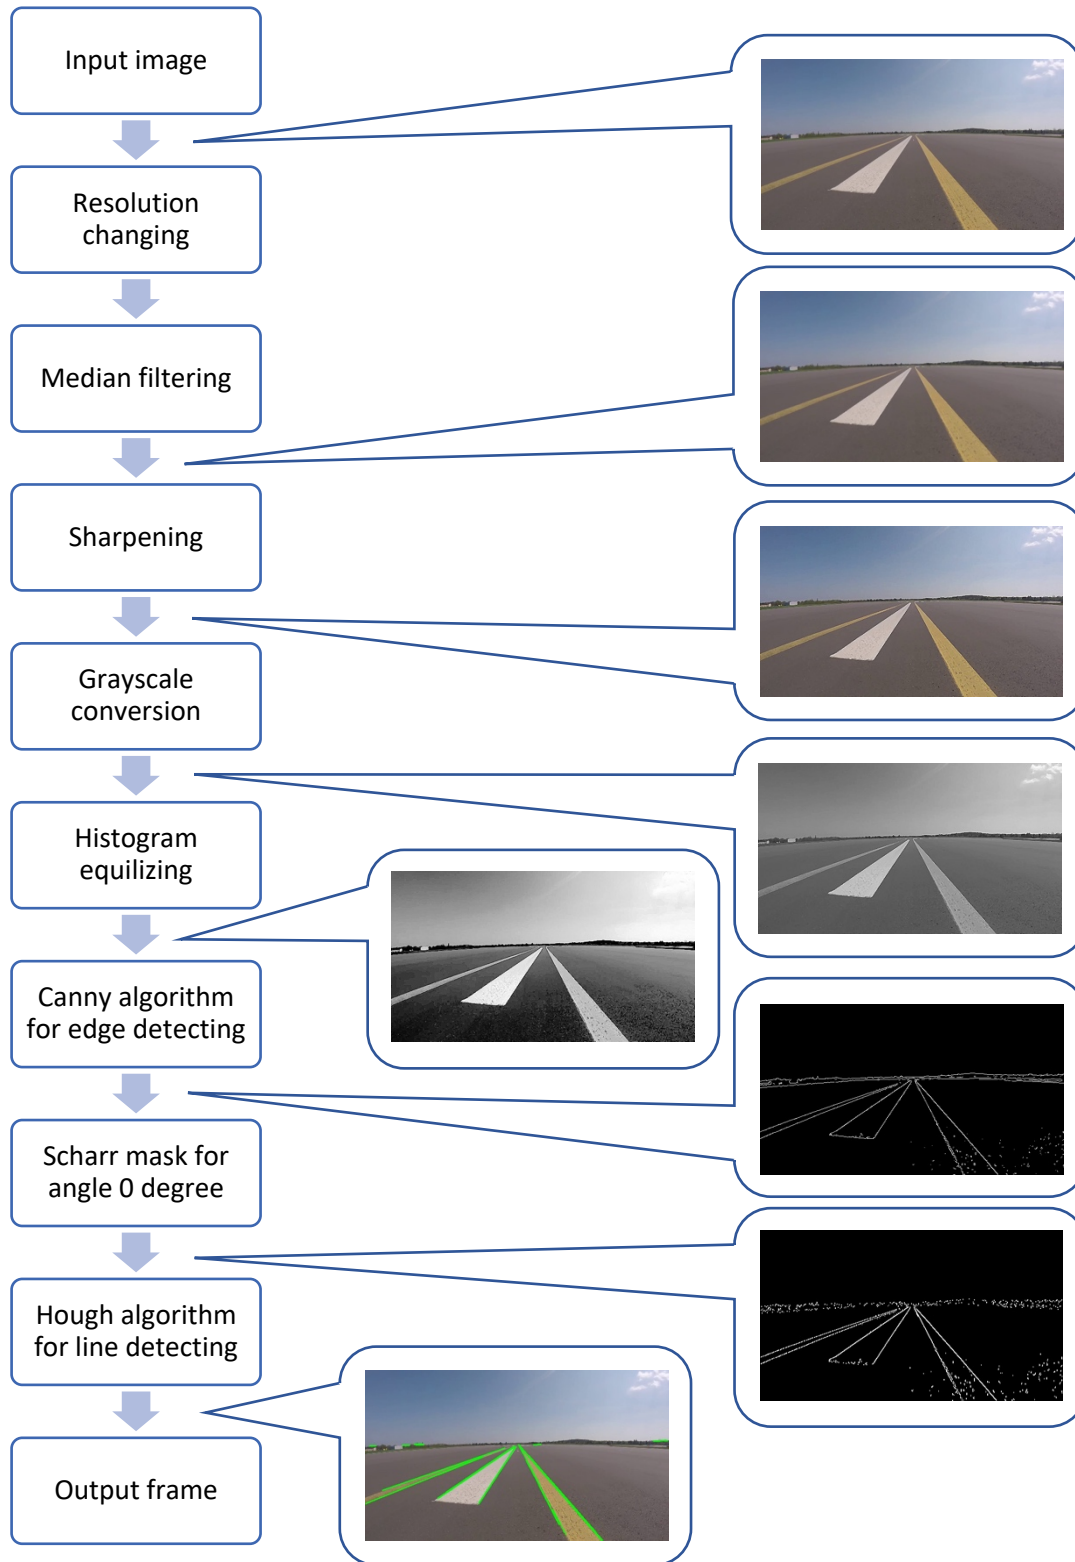 Input image
Resolution
changing
Median filtering
Sharpening
Grayscale
conversion
Histogram
equilizing
Canny algorithm
for edge detecting
Scharr mask for
angle 0 degree
Hough algorithm
for line detecting
Output frame